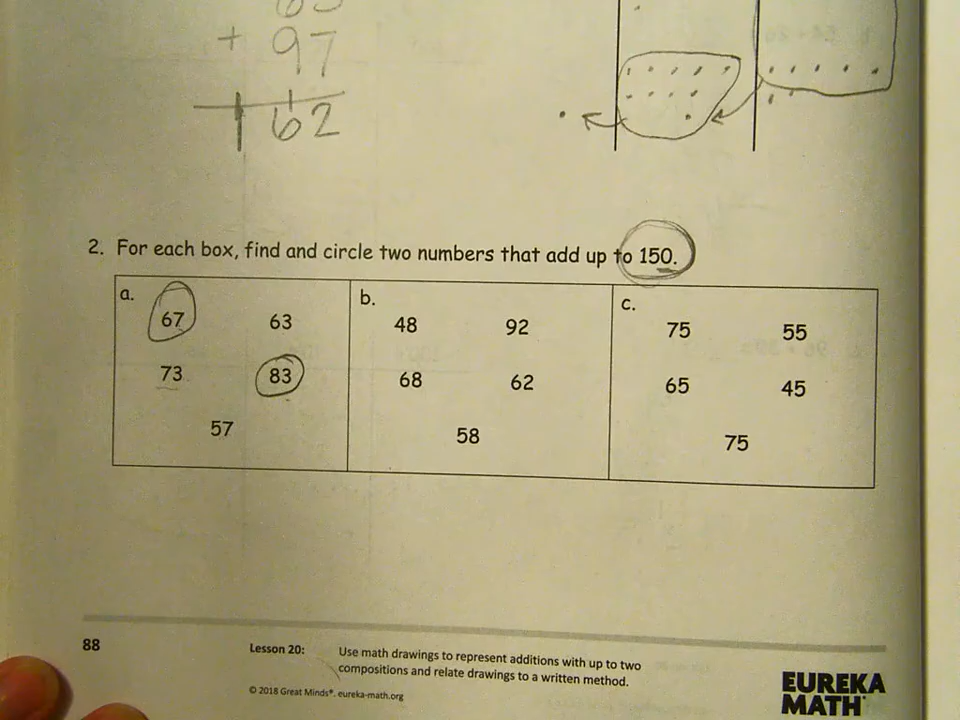 + 97
162
2. For each box, find and circle two numbers that add up to 150.
a.
67 63
73 83
57
b.
48 92
68 62
58
c.
75 55
65 45
75
88
Lesson 20: Use math drawings to represent additions with up to two
compositions and relate drawings to a written method.
© 2018 Great Minds®. eureka-math.org
EUREKA
MATH